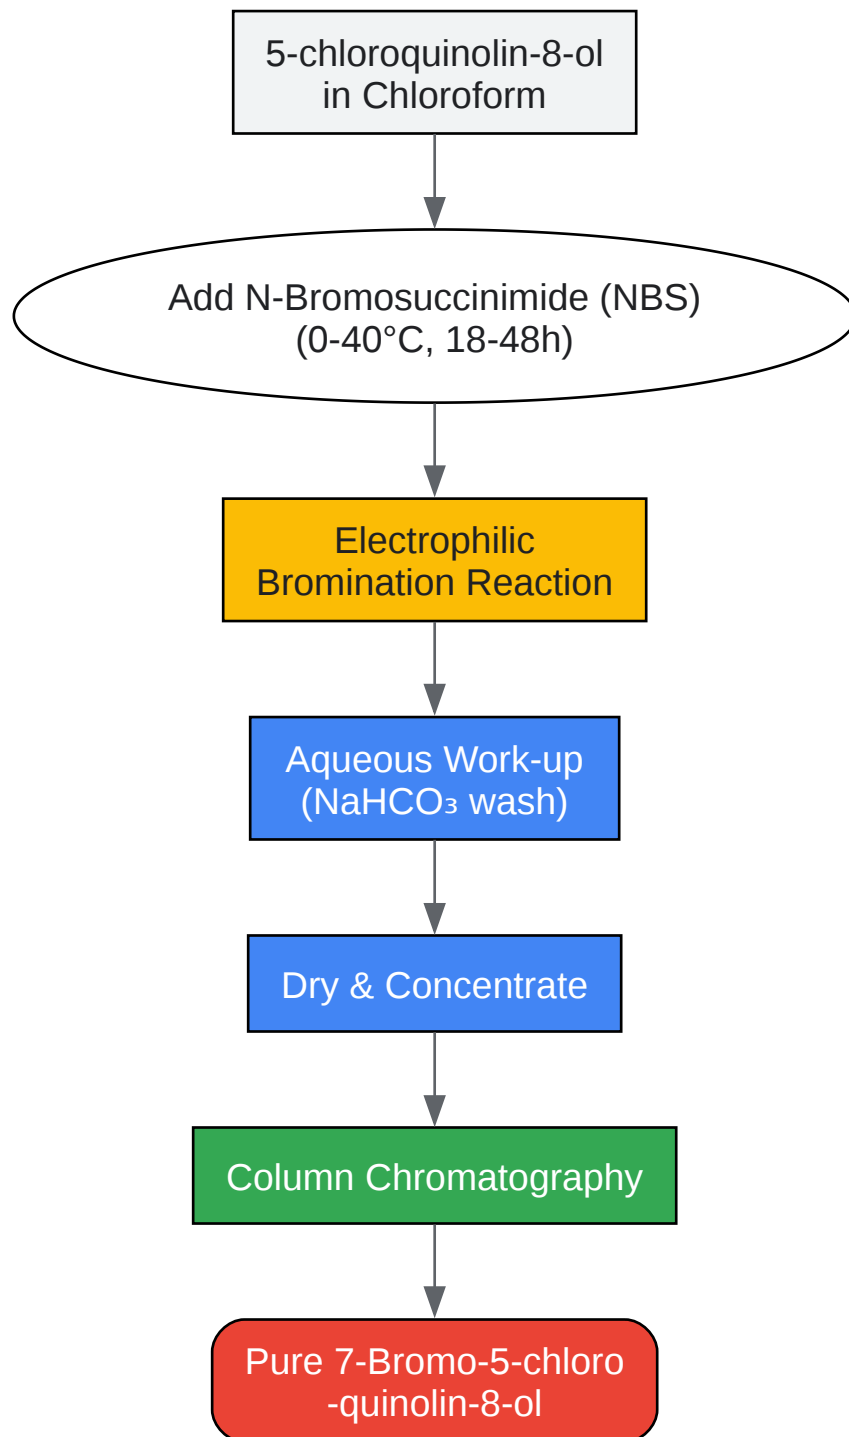 5-chloroquinolin-8-ol
in Chloroform
Add N-Bromosuccinimide (NBS)
(0-40°C, 18-48h)
Electrophilic
Bromination Reaction
Aqueous Work-up
(NaHCO₃ wash)
Dry & Concentrate
Column Chromatography
Pure 7-Bromo-5-chloro
-quinolin-8-ol